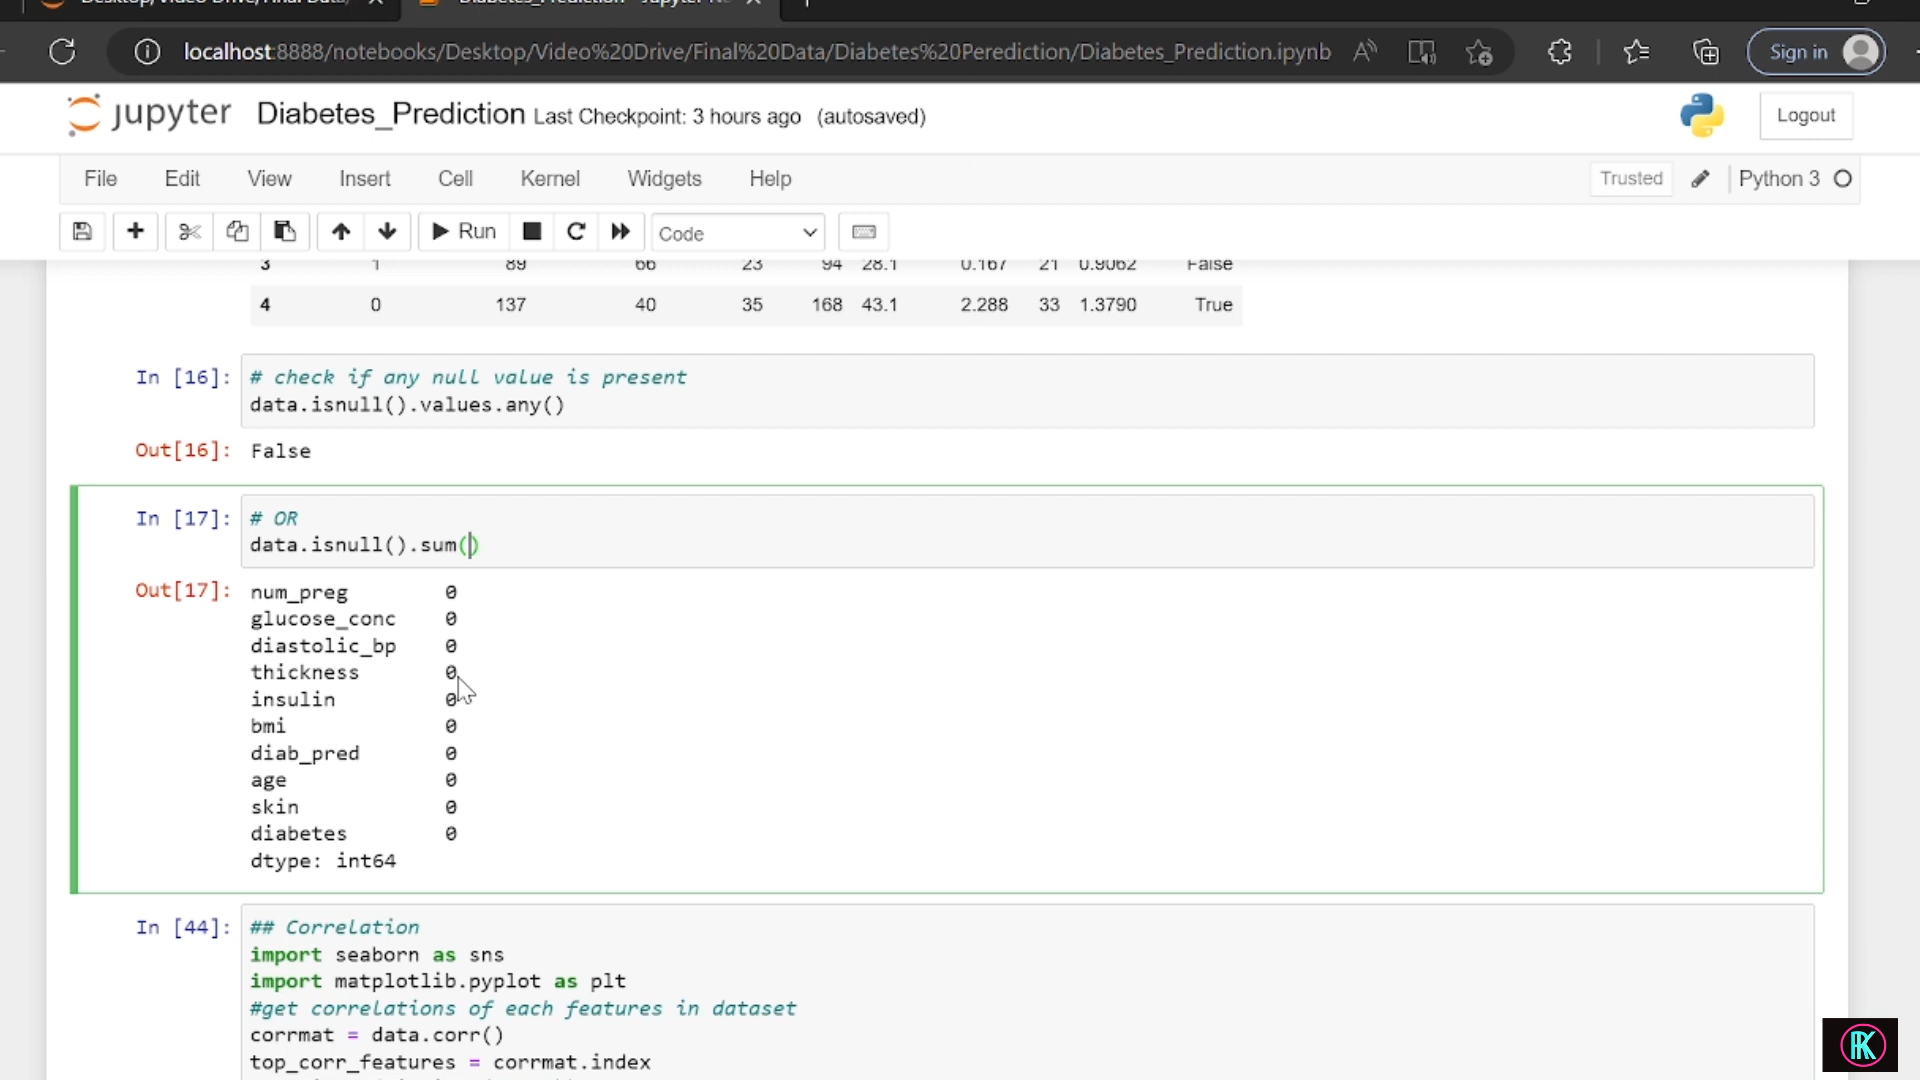 localhost:8888/notebooks/Desktop/Video%20Drive/Final%20Data/Diabetes%20Perediction/Diabetes_Prediction.ipynb
Sign in
jupyter Diabetes_Prediction Last Checkpoint: 3 hours ago (autosaved)
Logout
File Edit View Insert Cell Kernel Widgets Help
Trusted Python 3
Run Code
3 1 89 66 23 94 28.1 0.167 21 0.9062 False
4 0 137 40 35 168 43.1 2.288 33 1.3790 True
In [16]: # check if any null value is present
data.isnull().values.any()
Out[16]: False
In [17]: # OR
data.isnull().sum()
Out[17]: num_preg 0
glucose_conc 0
diastolic_bp 0
thickness 0
insulin 0
bmi 0
diab_pred 0
age 0
skin 0
diabetes 0
dtype: int64
In [44]: ## Correlation
import seaborn as sns
import matplotlib.pyplot as plt
#get correlations of each features in dataset
corrmat = data.corr()
top_corr_features = corrmat.index